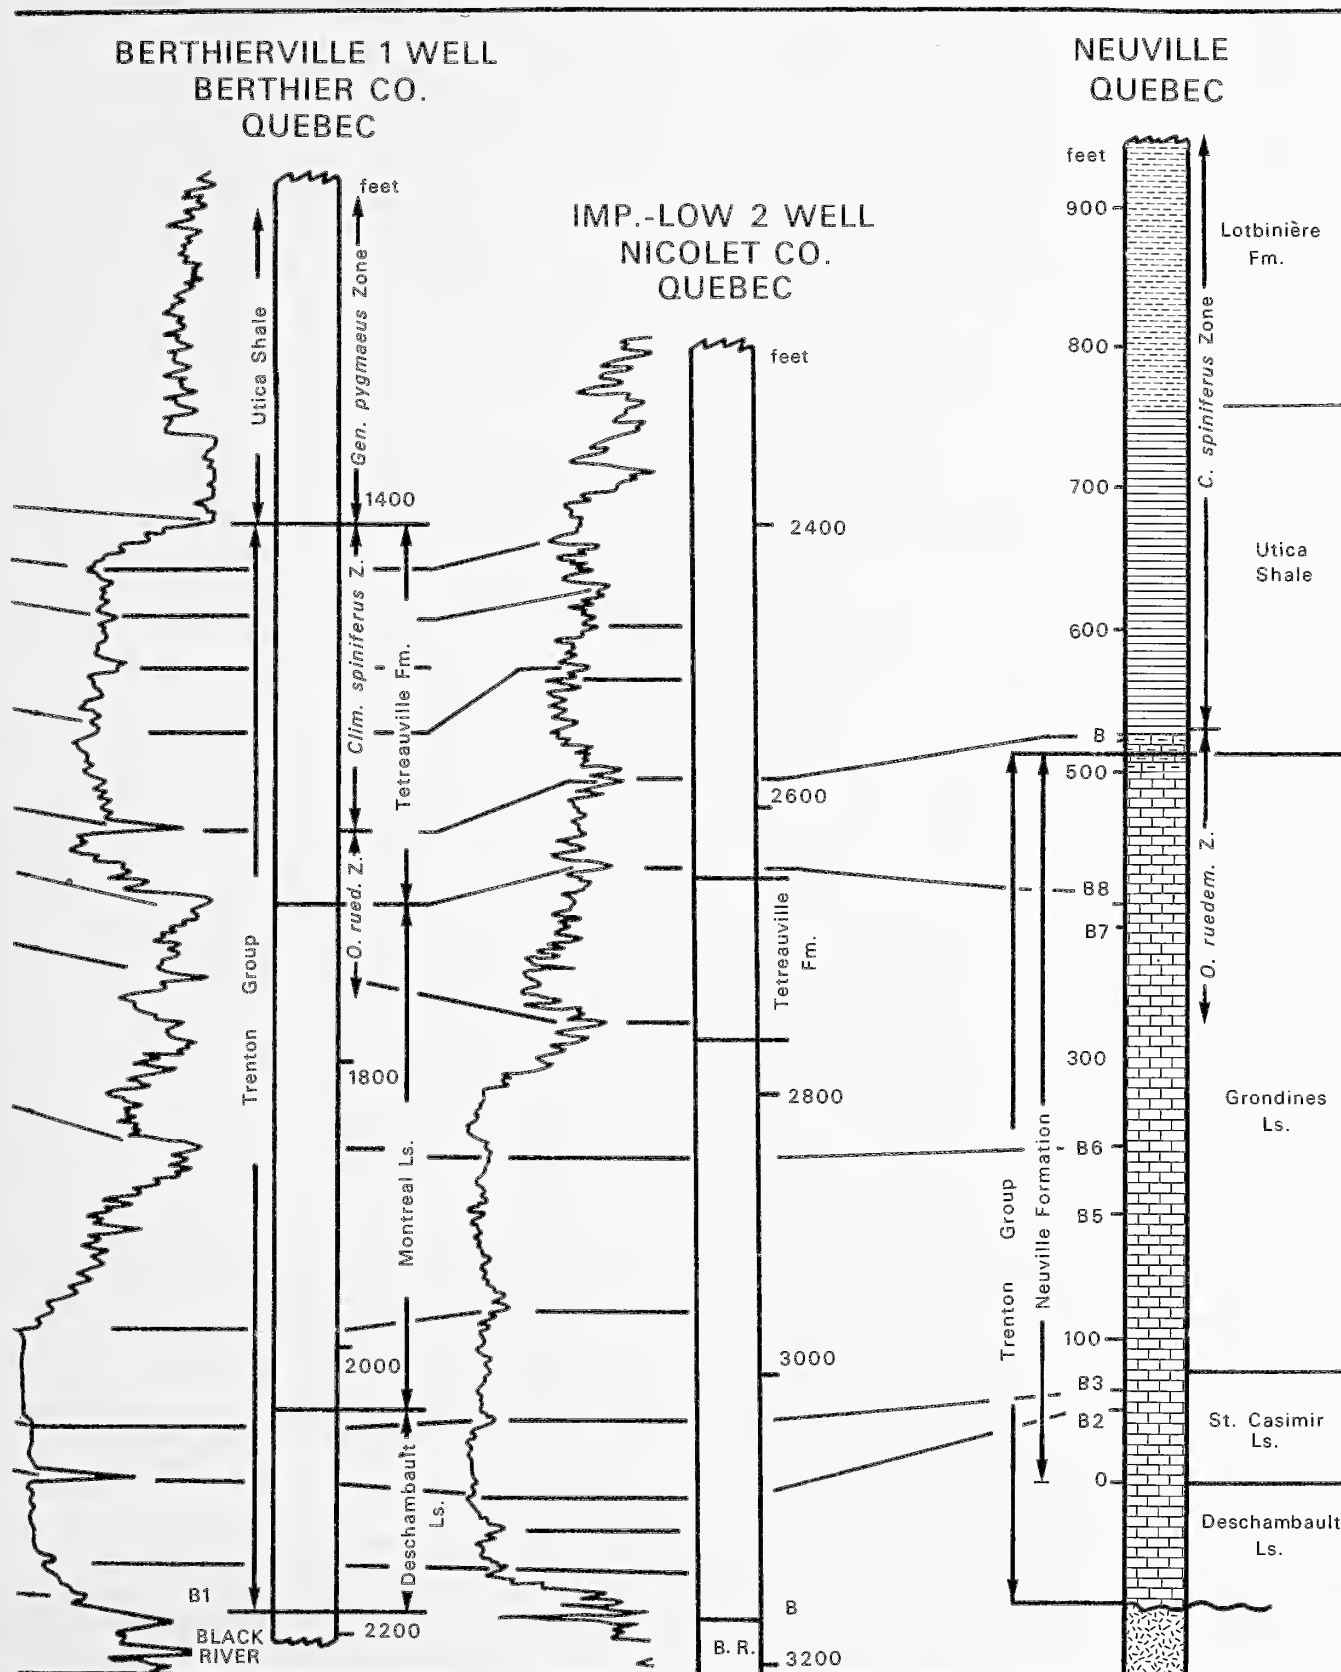 BERTHIERVILLE 1 WELL
BERTHIER CO.
QUEBEC
feet
Utica Shale
Gen. pygmaeus Zone
1400
Clim. spiniferus Z.
Tetreauville Fm.
O. rued. Z.
Trenton Group
1800
Montreal Ls.
2000
Deschambault
Ls.
B1
BLACK
RIVER
2200
IMP.-LOW 2 WELL
NICOLET CO.
QUEBEC
feet
2400
2600
Tetreauville
Fm.
2800
3000
B
B. R.
3200
NEUVILLE
QUEBEC
feet
900
800
700
600
B
500
B8
B7
300
B6
B5
100
B3
B2
0
Trenton Group
Neuville Formation
C. spiniferus Zone
O. ruedem. Z.
Lotbinière
Fm.
Utica
Shale
Grondines
Ls.
St. Casimir
Ls.
Deschambault
Ls.